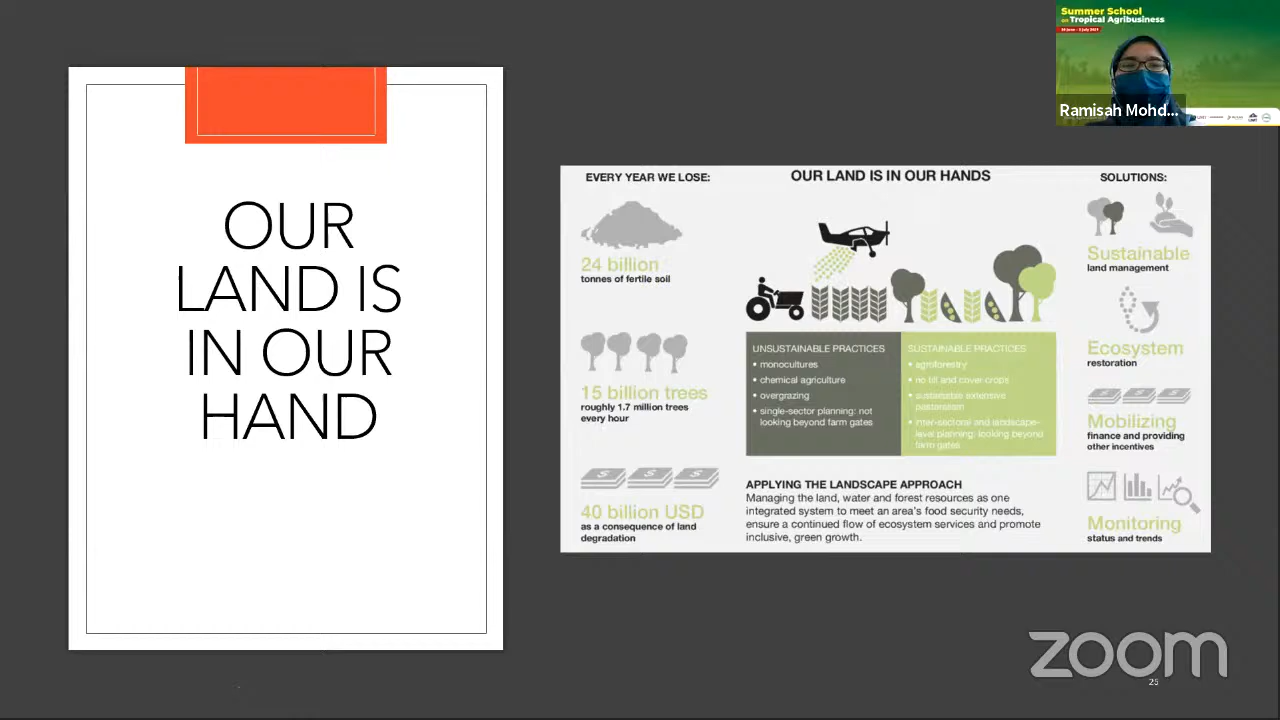 Summer School
on Tropical Agribusiness
Ramisah Mohd...
OUR
LAND IS
IN OUR
HAND
EVERY YEAR WE LOSE:
24 billion
tonnes of fertile soil
15 billion trees
roughly 1.7 million trees
every hour
40 billion USD
as a consequence of land
degradation
OUR LAND IS IN OUR HANDS
UNSUSTAINABLE PRACTICES
• monocultures
• chemical agriculture
• overgrazing
• single-sector planning: not
looking beyond farm gates
SUSTAINABLE PRACTICES
• agriforestry
• no till and cover crops
• sustainable extensive
pastoralism
• inter-sectoral and landscape-
level planning: looking beyond
farm gates
APPLYING THE LANDSCAPE APPROACH
Managing the land, water and forest resources as one
integrated system to meet an area's food security needs,
ensure a continued flow of ecosystem services and promote
inclusive, green growth.
SOLUTIONS:
Sustainable
land management
Ecosystem
restoration
Mobilizing
finance and providing
other incentives
Monitoring
status and trends
zoom
25